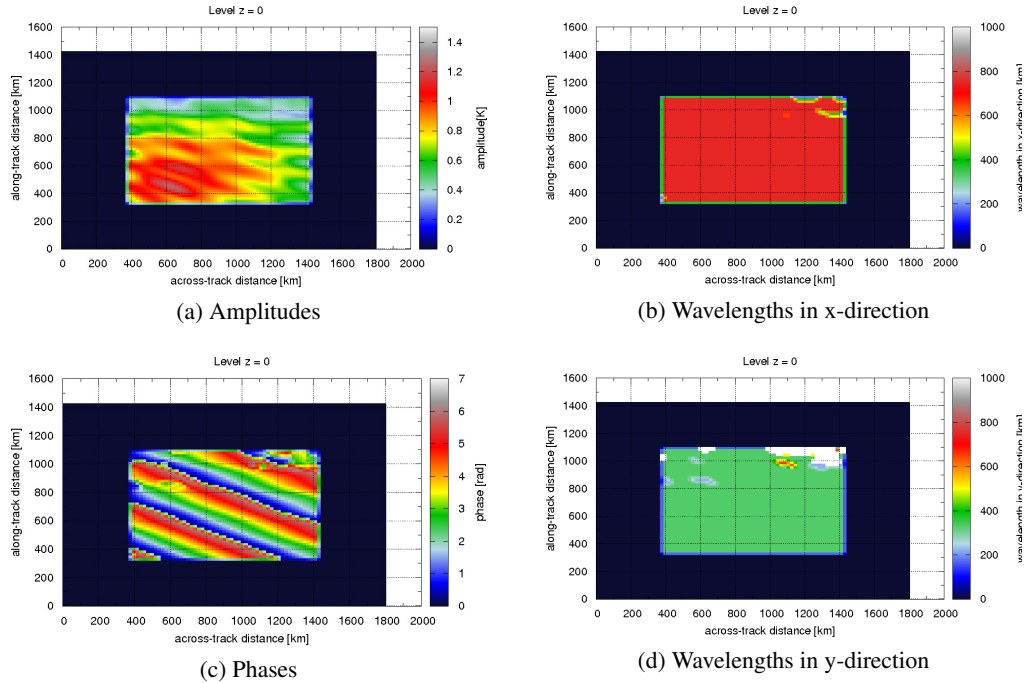 Level z = 0
1600
1400
1200
1000
800
600
400
200
0
along-track distance [km]
0 200 400 600 800 1000 1200 1400 1600 1800 2000
across-track distance [km]
1.4
1.2
1
0.8
0.6
0.4
0.2
0
amplitude[K]
(a) Amplitudes
Level z = 0
1600
1400
1200
1000
800
600
400
200
0
along-track distance [km]
0 200 400 600 800 1000 1200 1400 1600 1800 2000
across-track distance [km]
1000
800
600
400
200
0
wavelength in x-direction [km]
(b) Wavelengths in x-direction
Level z = 0
1600
1400
1200
1000
800
600
400
200
0
along-track distance [km]
0 200 400 600 800 1000 1200 1400 1600 1800 2000
across-track distance [km]
7
6
5
4
3
2
1
0
phase [rad]
(c) Phases
Level z = 0
1600
1400
1200
1000
800
600
400
200
0
along-track distance [km]
0 200 400 600 800 1000 1200 1400 1600 1800 2000
across-track distance [km]
1000
800
600
400
200
0
wavelength in y-direction [km]
(d) Wavelengths in y-direction